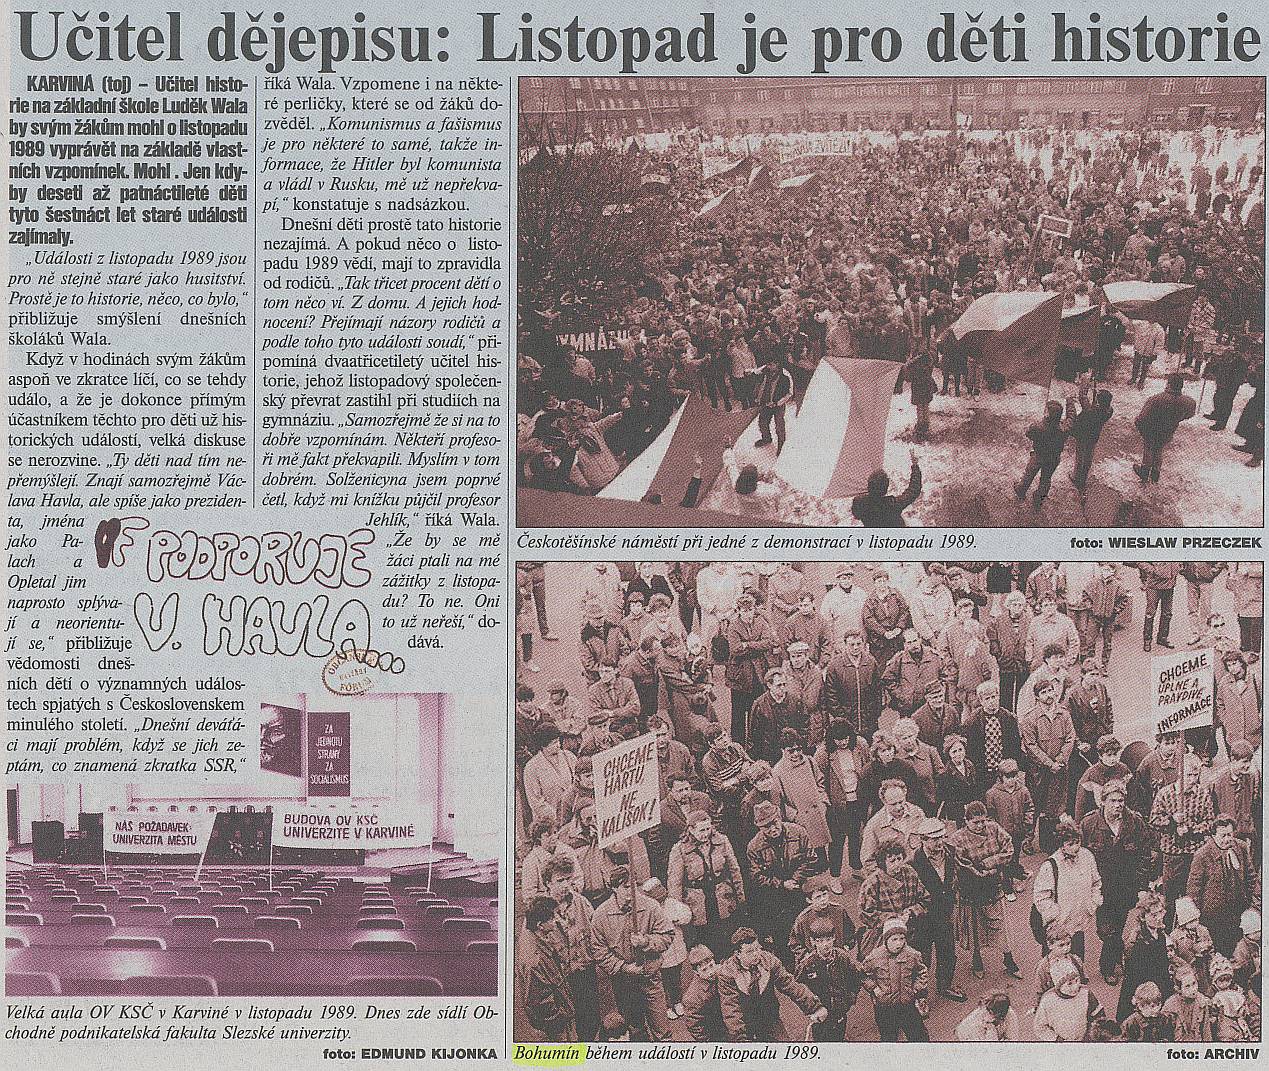 Učitel dějepisu: Listopad je pro děti historie
KARVINÁ (toj) – Učitel histo-
rie na základní škole Luděk Wala
by svým žákům mohl o listopadu
1989 vyprávět na základě vlast-
ních vzpomínek. Mohl . Jen kdy-
by deseti až patnáctileté děti
tyto šestnáct let staré události
zajímaly.
„Události z listopadu 1989 jsou
pro ně stejně staré jako husitství.
Prostě je to historie, něco, co bylo,“
přibližuje smýšlení dnešních
školáků Wala.
Když v hodinách svým žákům
aspoň ve zkratce líčí, co se tehdy
událo, a že je dokonce přímým
účastníkem těchto pro děti už his-
torických událostí, velká diskuse
se nerozvine. „Ty děti nad tím ne-
přemýšlejí. Znají samozřejmě Vác-
lava Havla, ale spíše jako preziden-
ta, jména
jako Pa-
lach a
Opletal jim
naprosto splýva-
jí a neorientu-
jí se,“ přibližuje
vědomosti dneš-
ních dětí o významných událos-
tech spjatých s Československem
minulého století. „Dnešní deváťá-
ci mají problém, když se jich ze-
ptám, co znamená zkratka SSR,“
říká Wala. Vzpomene i na někte-
ré perličky, které se od žáků do-
zvěděl. „Komunismus a fašismus
je pro některé to samé, takže in-
formace, že Hitler byl komunista
a vládl v Rusku, mě už nepřekva-
pí,“ konstatuje s nadsázkou.
Dnešní děti prostě tato historie
nezajímá. A pokud něco o listo-
padu 1989 vědí, mají to zpravidla
od rodičů. „Tak třicet procent dětí o
tom něco ví. Z domu. A jejich hod-
nocení? Přejímají názory rodičů a
podle toho tyto události soudí,“ při-
pomíná dvaatřicetiletý učitel his-
torie, jehož listopadový společen-
ský převrat zastihl při studiích na
gymnáziu. „Samozřejmě že si na to
dobře vzpomínám. Někteří profeso-
ři mě fakt překvapili. Myslím v tom
dobrém. Solženicyna jsem poprvé
četl, když mi knížku půjčil profesor
Jehlík,“ říká Wala.
„Že by se mě
žáci ptali na mé
zážitky z listopa-
du? To ne. Oni
to už neřeší,“ do-
dává.
OF PODPORUJE
V. HAVLA...
OBČANSKÉ
FÓRUM
ZA
JEDNOTU
STRANY
ZA
SOCIALISMUS
NÁŠ POŽADAVEK:
UNIVERZITA MĚSTU
BUDOVA OV KSČ
UNIVERZITĚ V KARVINÉ
Velká aula OV KSČ v Karviné v listopadu 1989. Dnes zde sídlí Ob-
chodně podnikatelská fakulta Slezské univerzity.
foto: EDMUND KIJONKA
GYMNÁZIUM
Českotěšínské náměstí při jedné z demonstrací v listopadu 1989.
foto: WIESLAW PRZECZEK
CHCEME
ÚPLNÉ A
PRAVDIVÉ
INFORMACE
CHCEME
HARTU
NE
KALISON!
Bohumín během událostí v listopadu 1989.
foto: ARCHIV